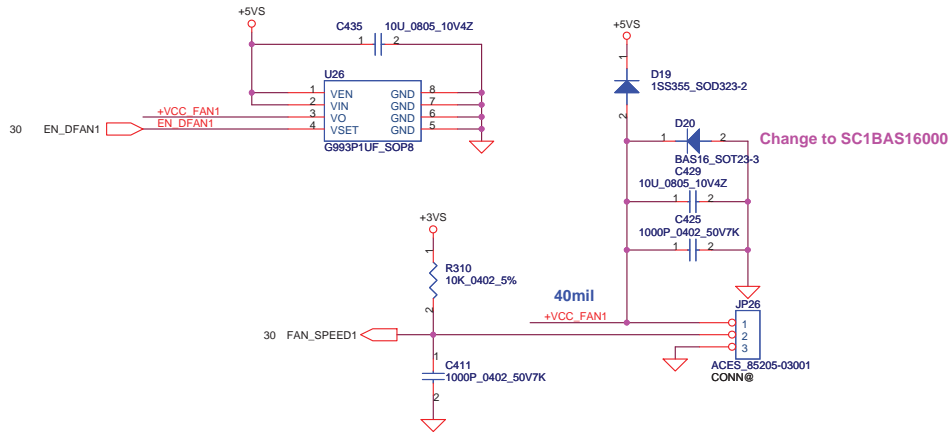 +5VS
C435 10U_0805_10V4Z
1 2
U26
1 VEN GND 8
2 VIN GND 7
3 VO GND 6
4 VSET GND 5
+VCC_FAN1
30 EN_DFAN1 EN_DFAN1
G993P1UF_SOP8
+5VS
1
D19
1SS355_SOD323-2
2
D20
1 2
BAS16_SOT23-3
Change to SC1BAS16000
C429
10U_0805_10V4Z
1 2
C425
1000P_0402_50V7K
1 2
+3VS
1
R310
10K_0402_5%
2
40mil
+VCC_FAN1
JP26
1
2
3
30 FAN_SPEED1
ACES_85205-03001
CONN@
1
C411
1000P_0402_50V7K
2